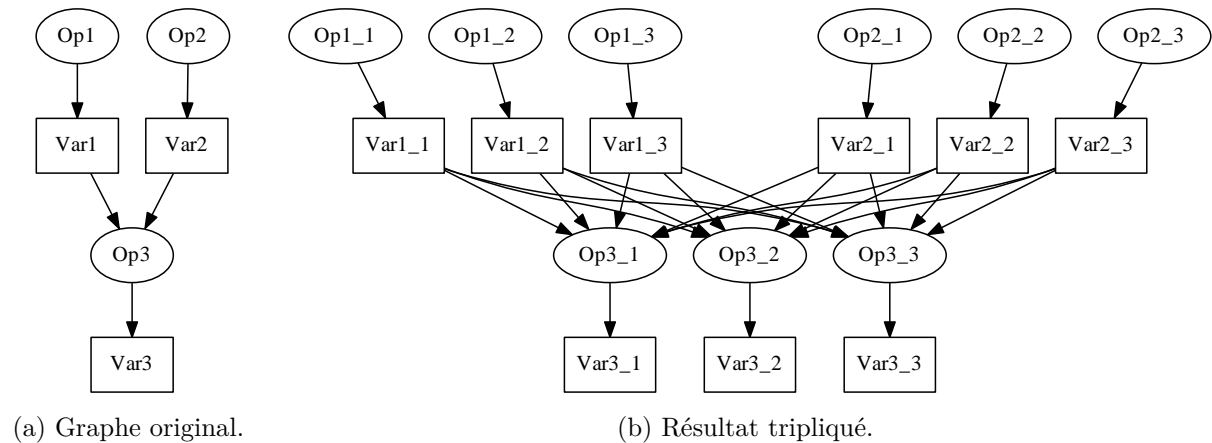 Op1 Op2 Op1_1 Op1_2 Op1_3 Op2_1 Op2_2 Op2_3
Var1 Var2 Var1_1 Var1_2 Var1_3 Var2_1 Var2_2 Var2_3
Op3 Op3_1 Op3_2 Op3_3
Var3 Var3_1 Var3_2 Var3_3
(a) Graphe original. (b) Résultat tripliqué.